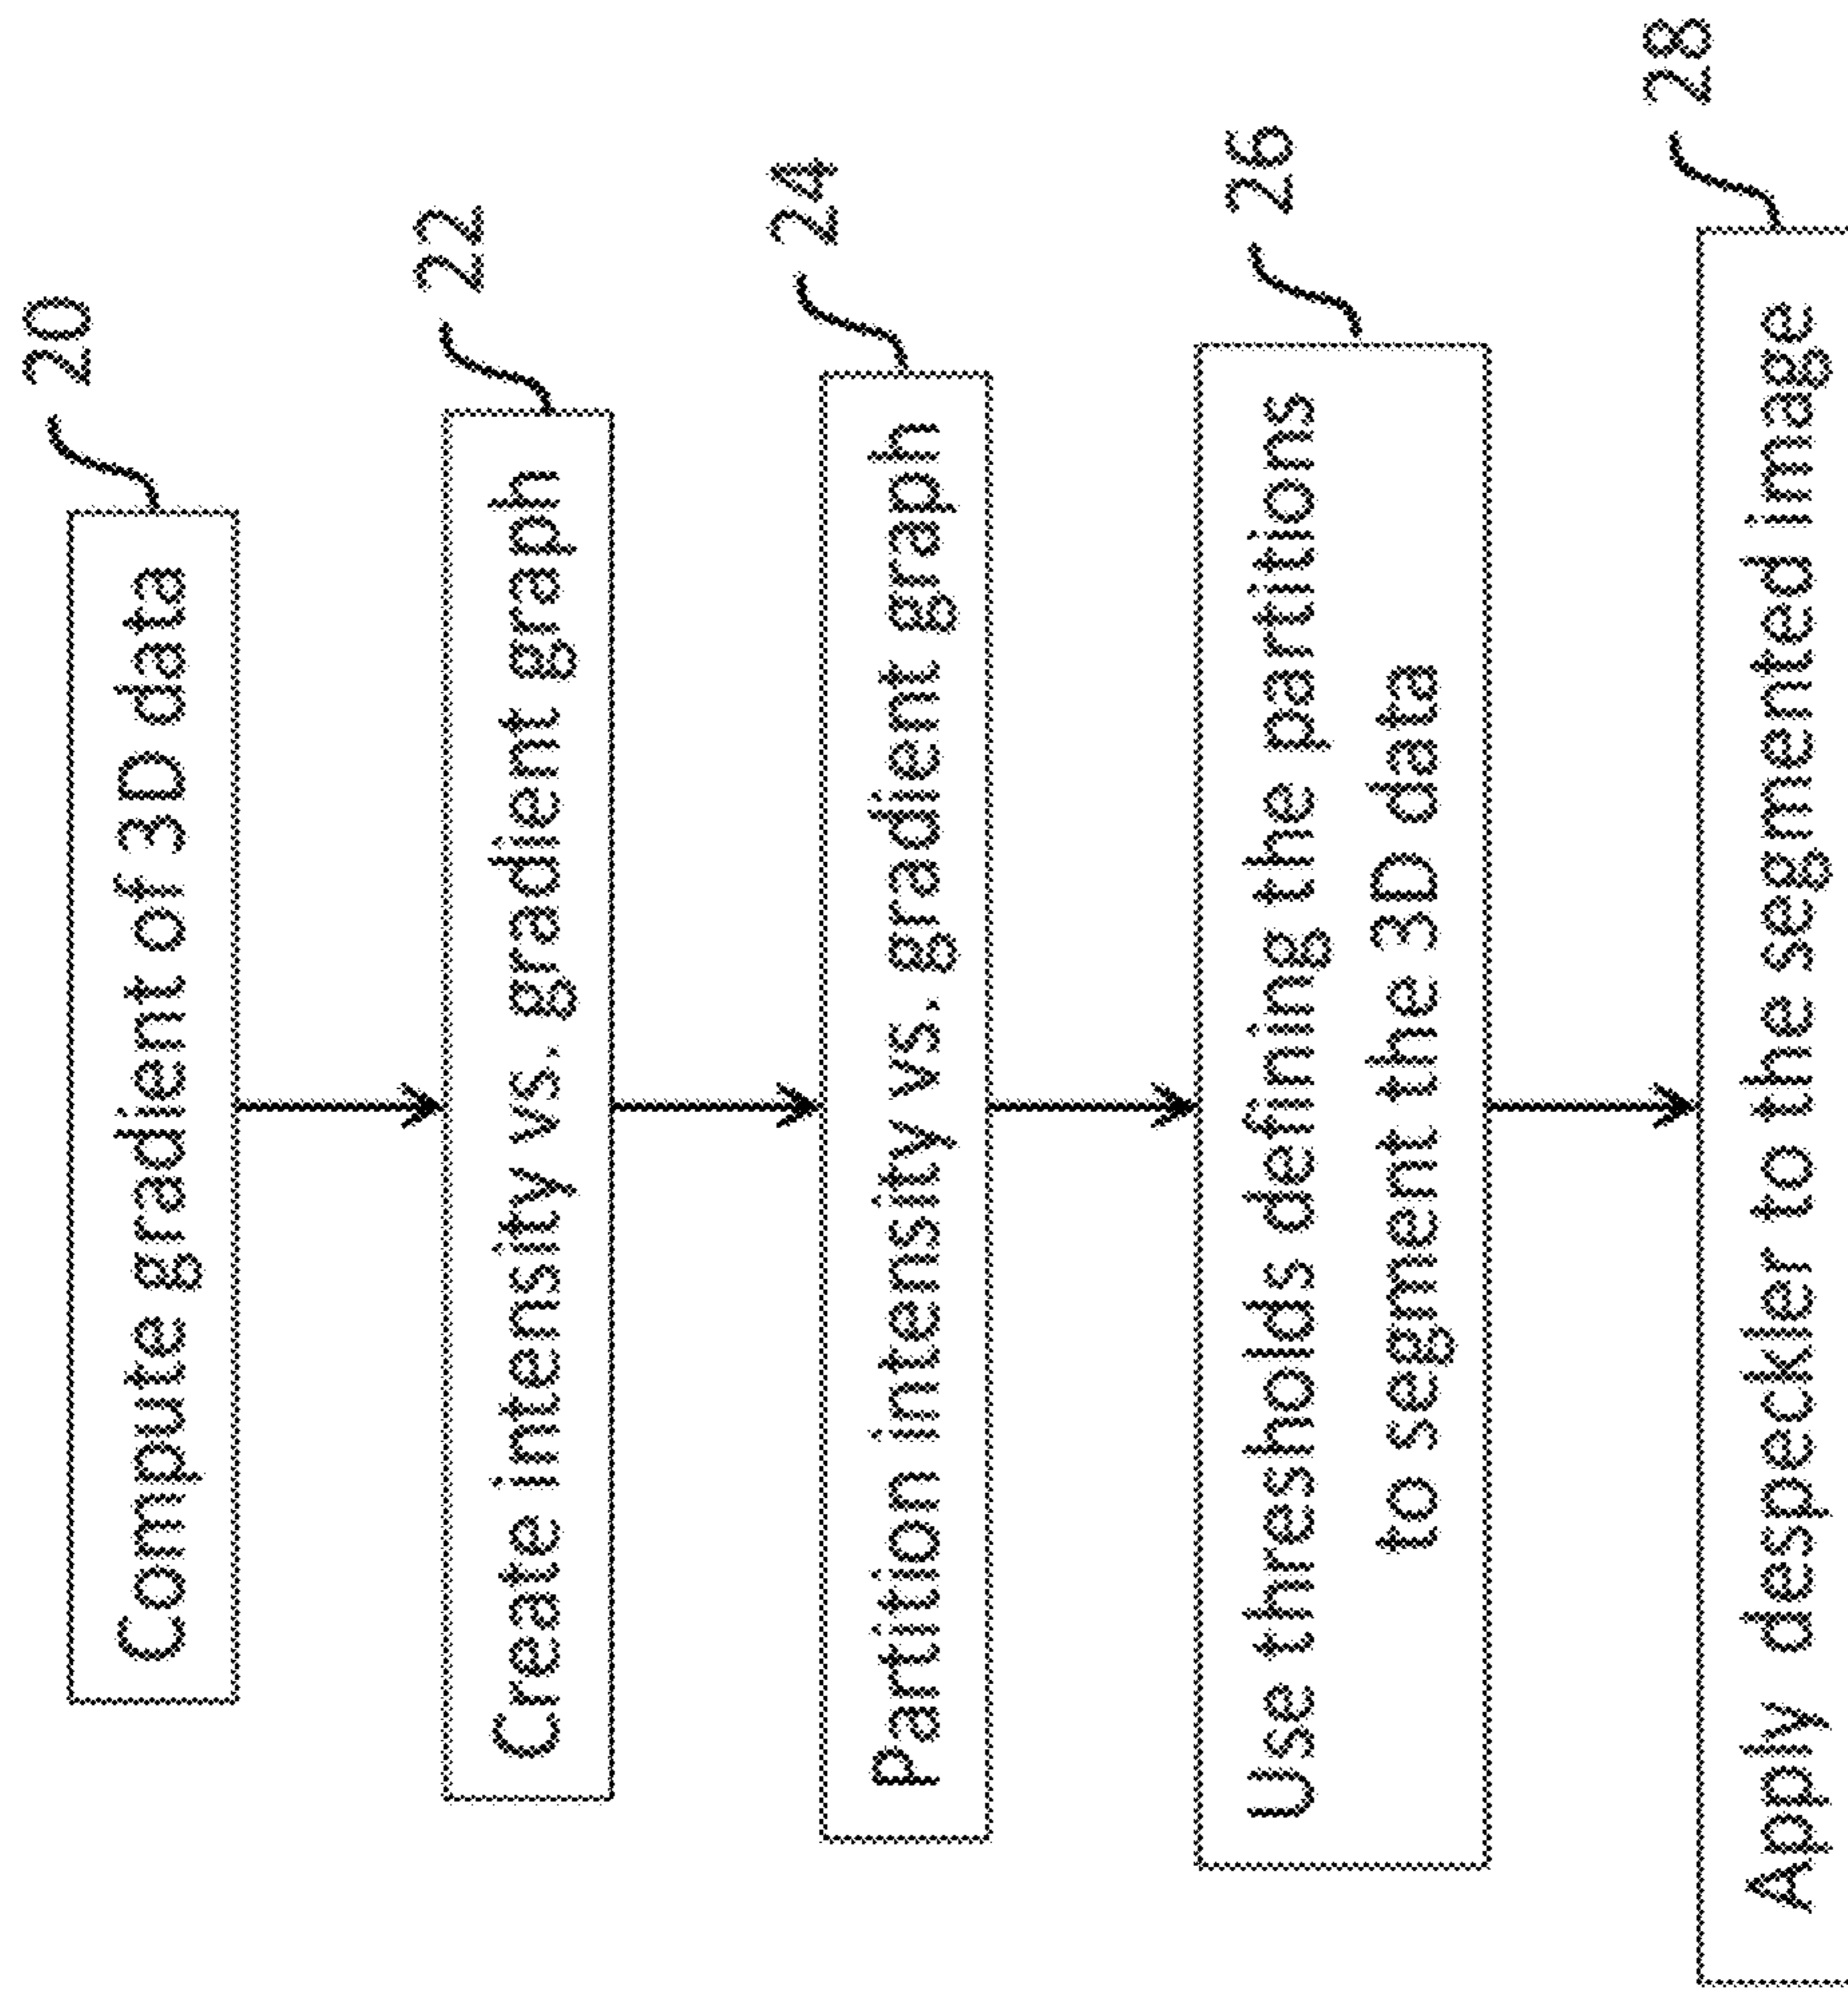 20
Compute gradient of 3D data
22
Create intensity vs. gradient graph
24
Partition intensity vs. gradient graph
26
Use thresholds defining the partitions
to segment the 3D data
28
Apply despeckler to the segmented image